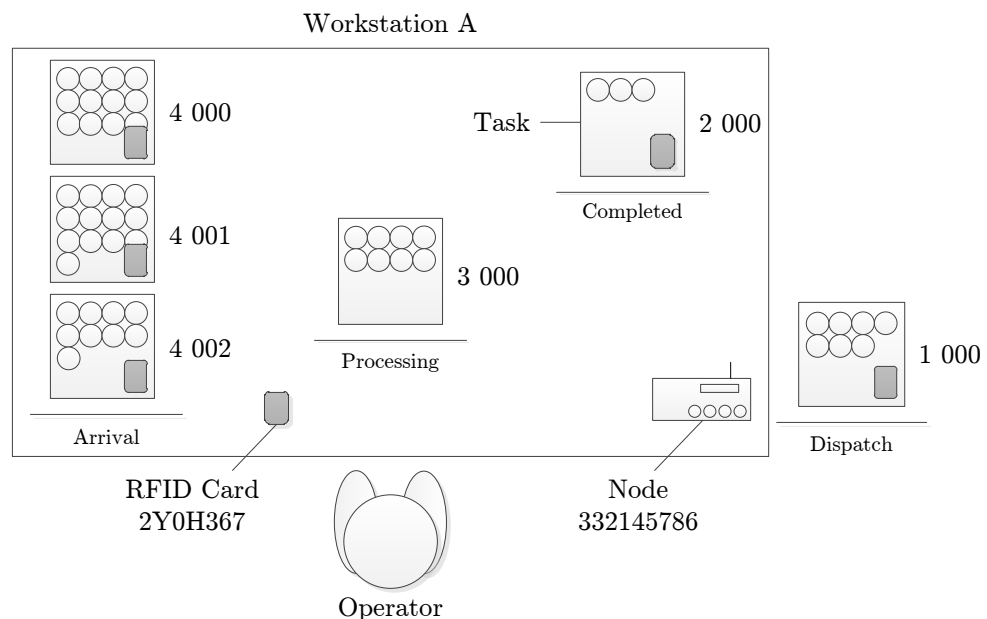 Workstation A
4 000
4 001
4 002
Arrival
Task
2 000
Completed
3 000
Processing
1 000
Dispatch
RFID Card
2Y0H367
Node
332145786
Operator